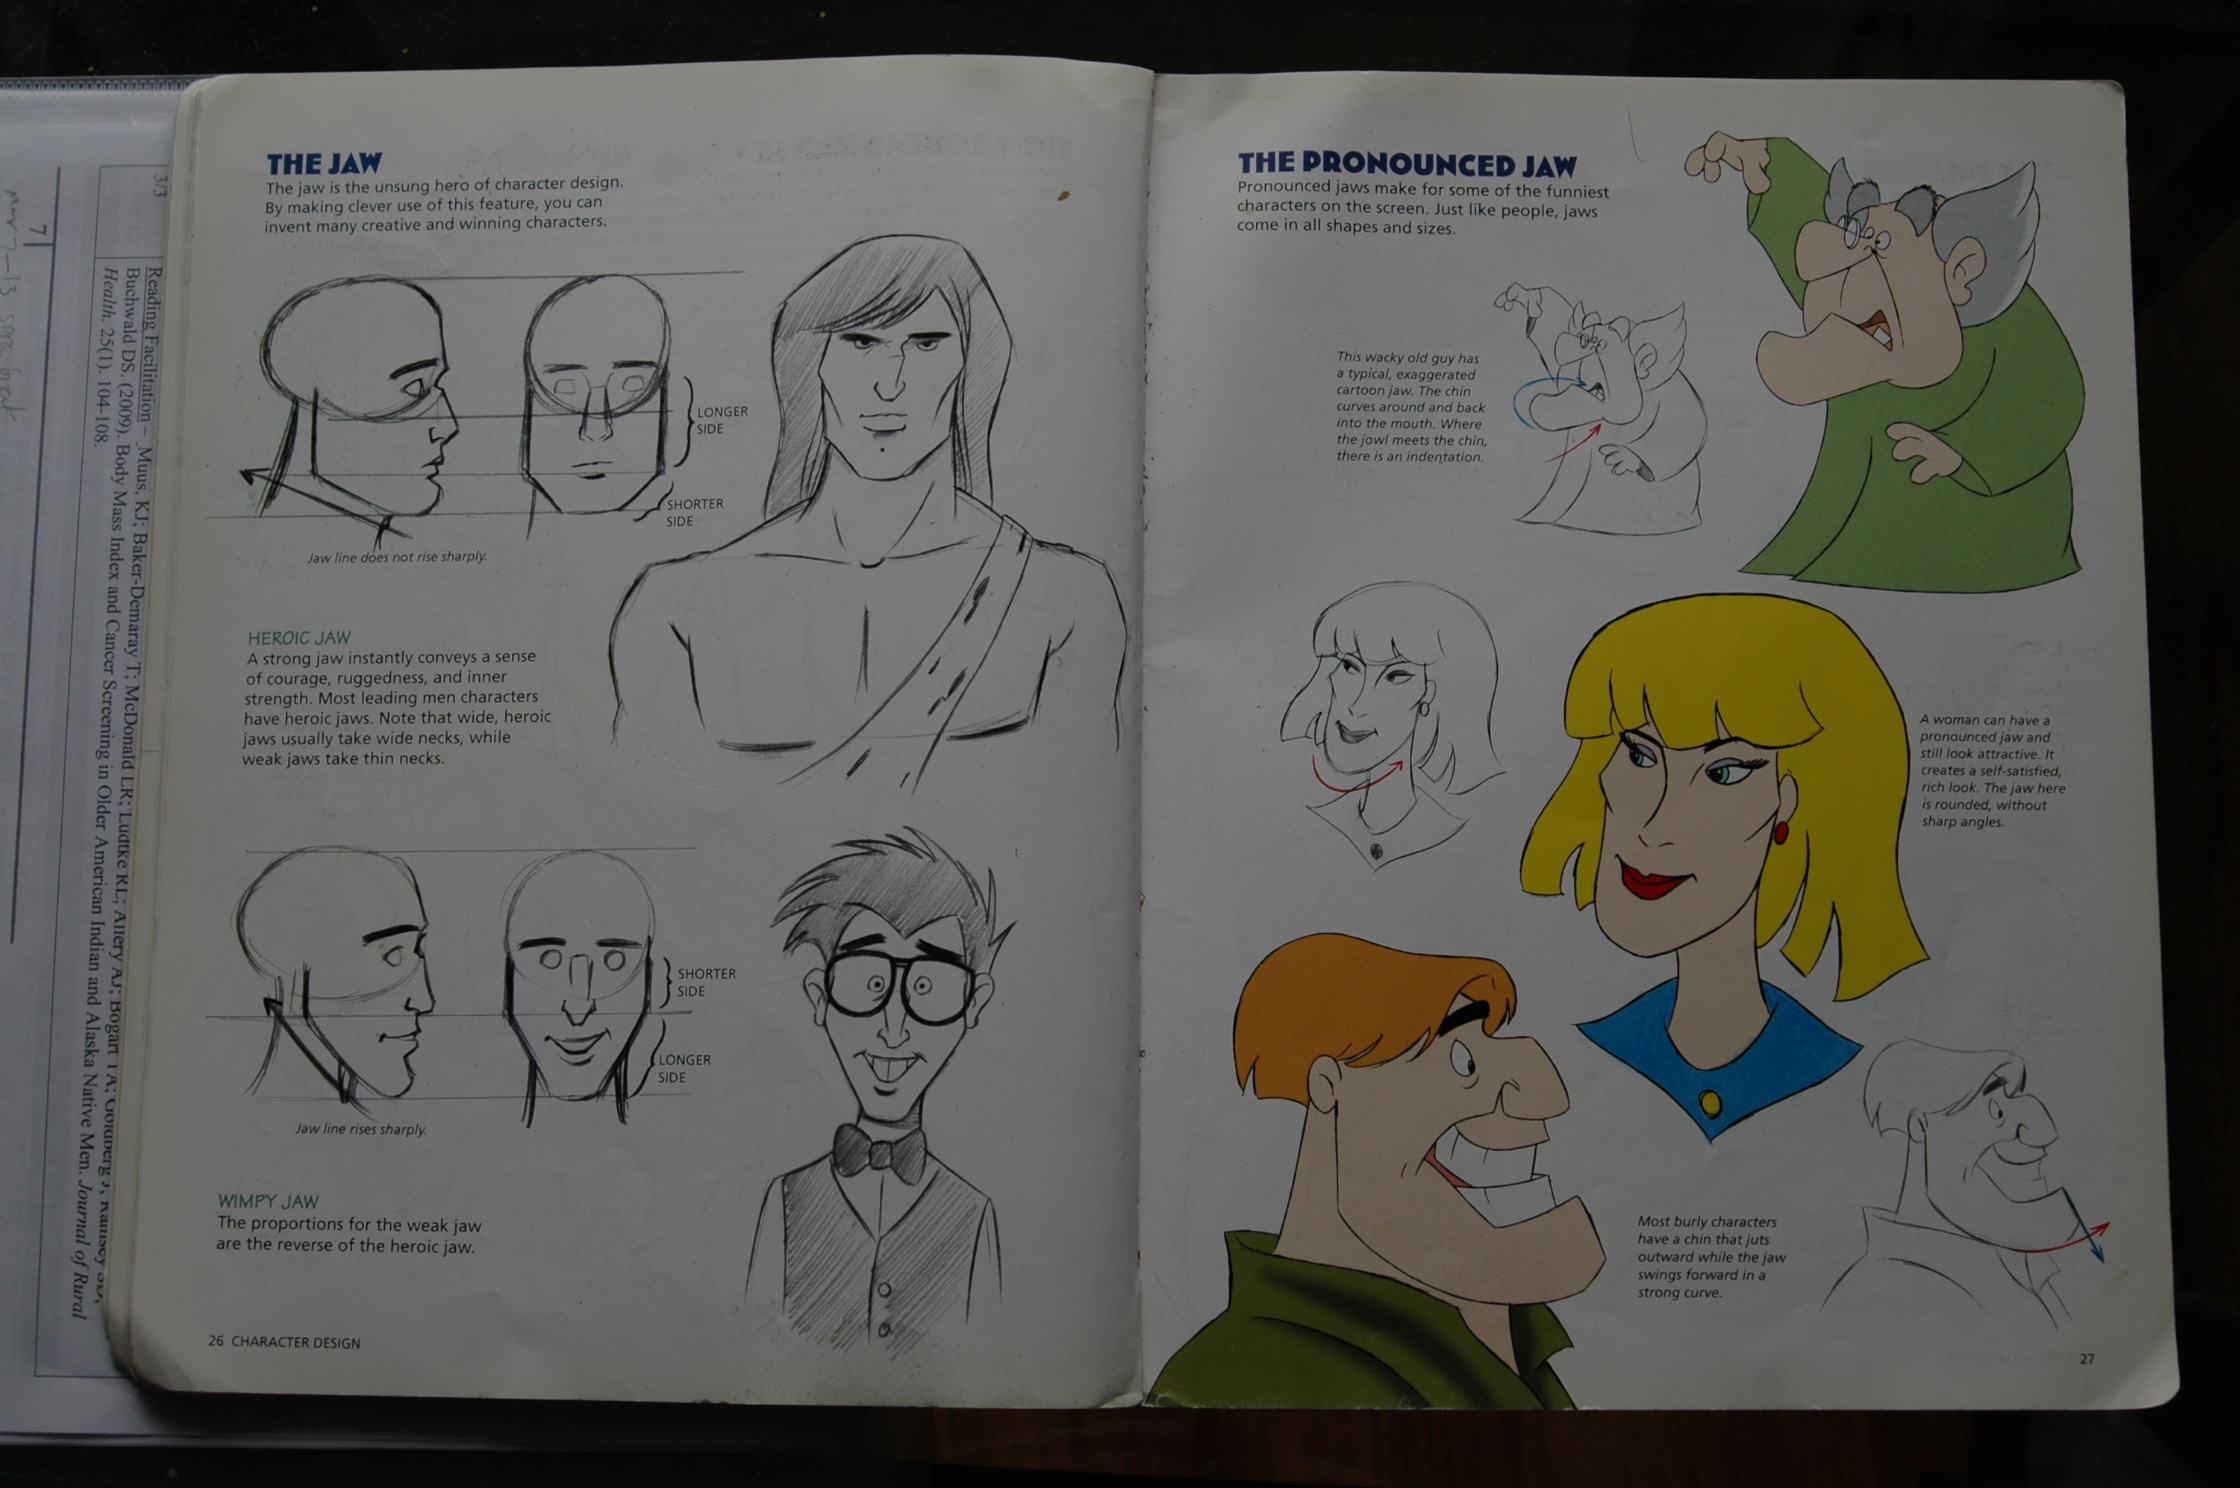 THE JAW
The jaw is the unsung hero of character design.
By making clever use of this feature, you can
invent many creative and winning characters.
LONGER
SIDE
SHORTER
SIDE
Jaw line does not rise sharply.
HEROIC JAW
A strong jaw instantly conveys a sense
of courage, ruggedness, and inner
strength. Most leading men characters
have heroic jaws. Note that wide, heroic
jaws usually take wide necks, while
weak jaws take thin necks.
SHORTER
SIDE
LONGER
SIDE
Jaw line rises sharply.
WIMPY JAW
The proportions for the weak jaw
are the reverse of the heroic jaw.
26 CHARACTER DESIGN
THE PRONOUNCED JAW
Pronounced jaws make for some of the funniest
characters on the screen. Just like people, jaws
come in all shapes and sizes.
This wacky old guy has
a typical, exaggerated
cartoon jaw. The chin
curves around and back
into the mouth. Where
the jowl meets the chin,
there is an indentation.
A woman can have a
pronounced jaw and
still look attractive. It
creates a self-satisfied,
rich look. The jaw here
is rounded, without
sharp angles.
Most burly characters
have a chin that juts
outward while the jaw
swings forward in a
strong curve.
27
3/3
Reading Facilitation – Muus, KJ; Baker-Demaray T; McDonald LR; Ludtke RL; Allery AJ; Bogart TA; Goldberg J; Ramsey SD;
Buchwald DS. (2009). Body Mass Index and Cancer Screening in Older American Indian and Alaska Native Men. Journal of Rural
Health. 25(1). 104-108.
7